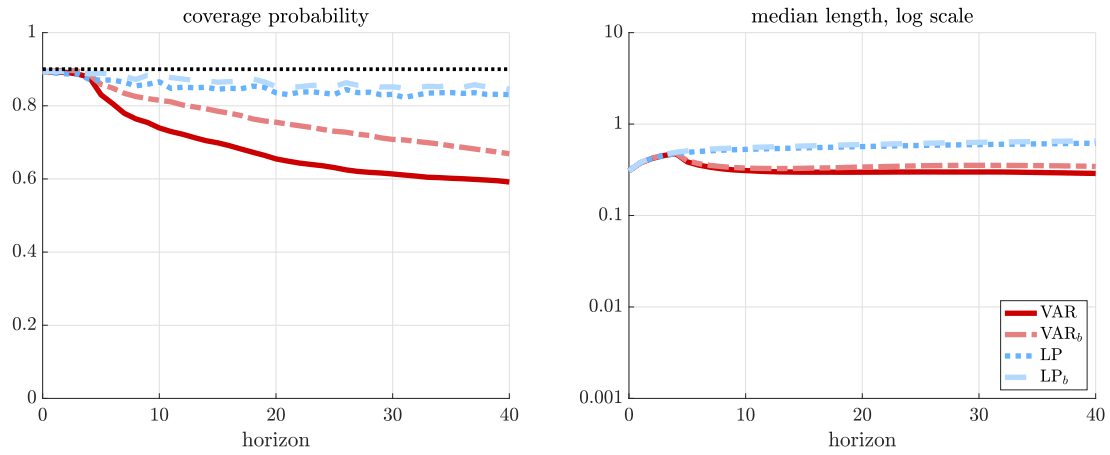 coverage probability
1
0.8
0.6
0.4
0.2
0
0
10
20
30
40
horizon
median length, log scale
10
1
0.1
0.01
0.001
0
10
20
30
40
horizon
VAR
VAR_b
LP
LP_b